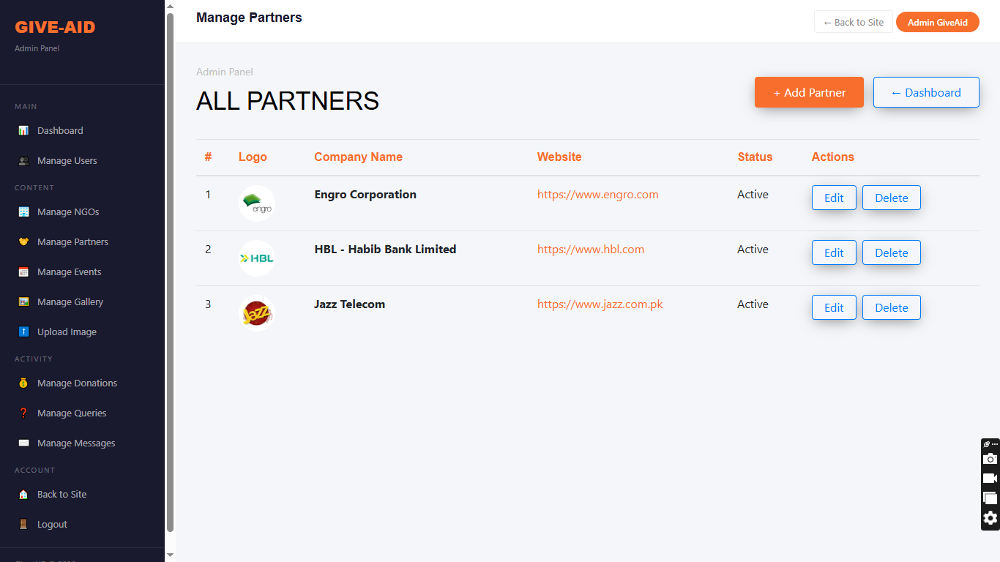 GIVE-AID
Admin Panel
MAIN
Dashboard
Manage Users
CONTENT
Manage NGOs
Manage Partners
Manage Events
Manage Gallery
Upload Image
ACTIVITY
Manage Donations
Manage Queries
Manage Messages
ACCOUNT
Back to Site
Logout
Manage Partners
← Back to Site
Admin GiveAid
Admin Panel
ALL PARTNERS
+ Add Partner
← Dashboard
# Logo Company Name Website Status Actions
1 engro Engro Corporation https://www.engro.com Active Edit Delete
2 HBL HBL - Habib Bank Limited https://www.hbl.com Active Edit Delete
3 Jazz Jazz Telecom https://www.jazz.com.pk Active Edit Delete